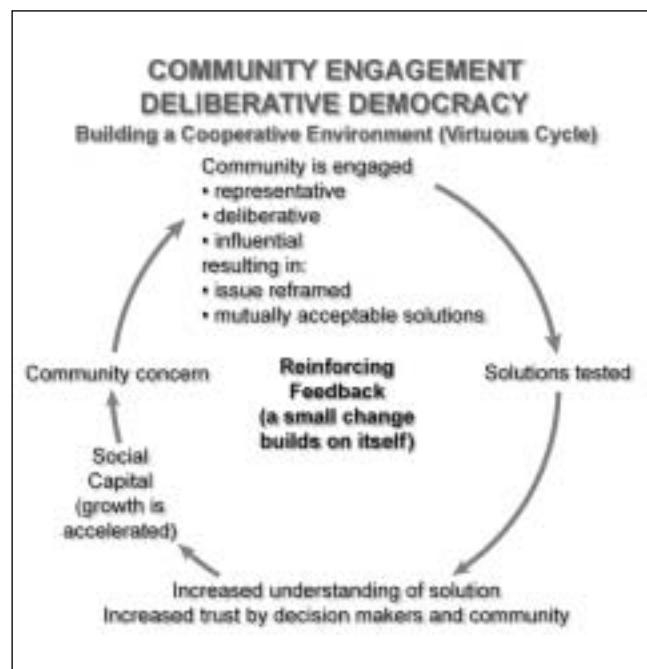 COMMUNITY ENGAGEMENT
DELIBERATIVE DEMOCRACY
Building a Cooperative Environment (Virtuous Cycle)
Community is engaged
• representative
• deliberative
• influential
resulting in:
• issue reframed
• mutually acceptable solutions
Solutions tested
Increased understanding of solution
Increased trust by decision makers and community
Social
Capital
(growth is
accelerated)
Community concern
Reinforcing
Feedback
(a small change
builds on itself)